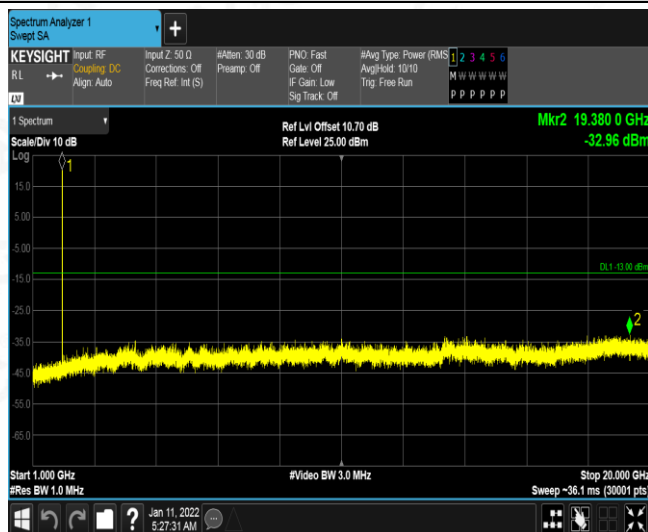 Spectrum Analyzer 1
Swept SA
+
KEYSIGHT
RL
LXI
Input: RF
Coupling: DC
Align: Auto
Input Z: 50 Ω
Corrections: Off
Freq Ref: Int (S)
#Atten: 30 dB
Preamp: Off
PNO: Fast
Gate: Off
IF Gain: Low
Sig Track: Off
#Avg Type: Power (RMS
Avg|Hold: 10/10
Trig: Free Run
1 2 3 4 5 6
M W W W W W
P P P P P P
1 Spectrum
Scale/Div 10 dB
Log
Ref Lvl Offset 10.70 dB
Ref Level 25.00 dBm
Mkr2 19.380 0 GHz
-32.96 dBm
1
15.0
5.00
-5.00
-15.0
-25.0
-35.0
-45.0
-55.0
-65.0
DL1 -13.00 dBm
2
Start 1.000 GHz
#Res BW 1.0 MHz
#Video BW 3.0 MHz
Stop 20.000 GHz
Sweep ~36.1 ms (30001 pts)
?
Jan 11, 2022
5:27:31 AM